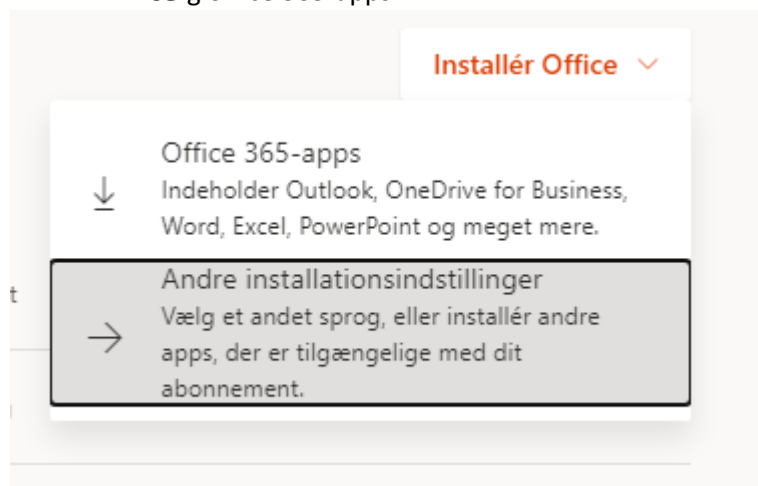 Installér Office
Office 365-apps
Indeholder Outlook, OneDrive for Business,
Word, Excel, PowerPoint og meget mere.
Andre installationsindstillinger
Vælg et andet sprog, eller installér andre
apps, der er tilgængelige med dit
abonnement.
t